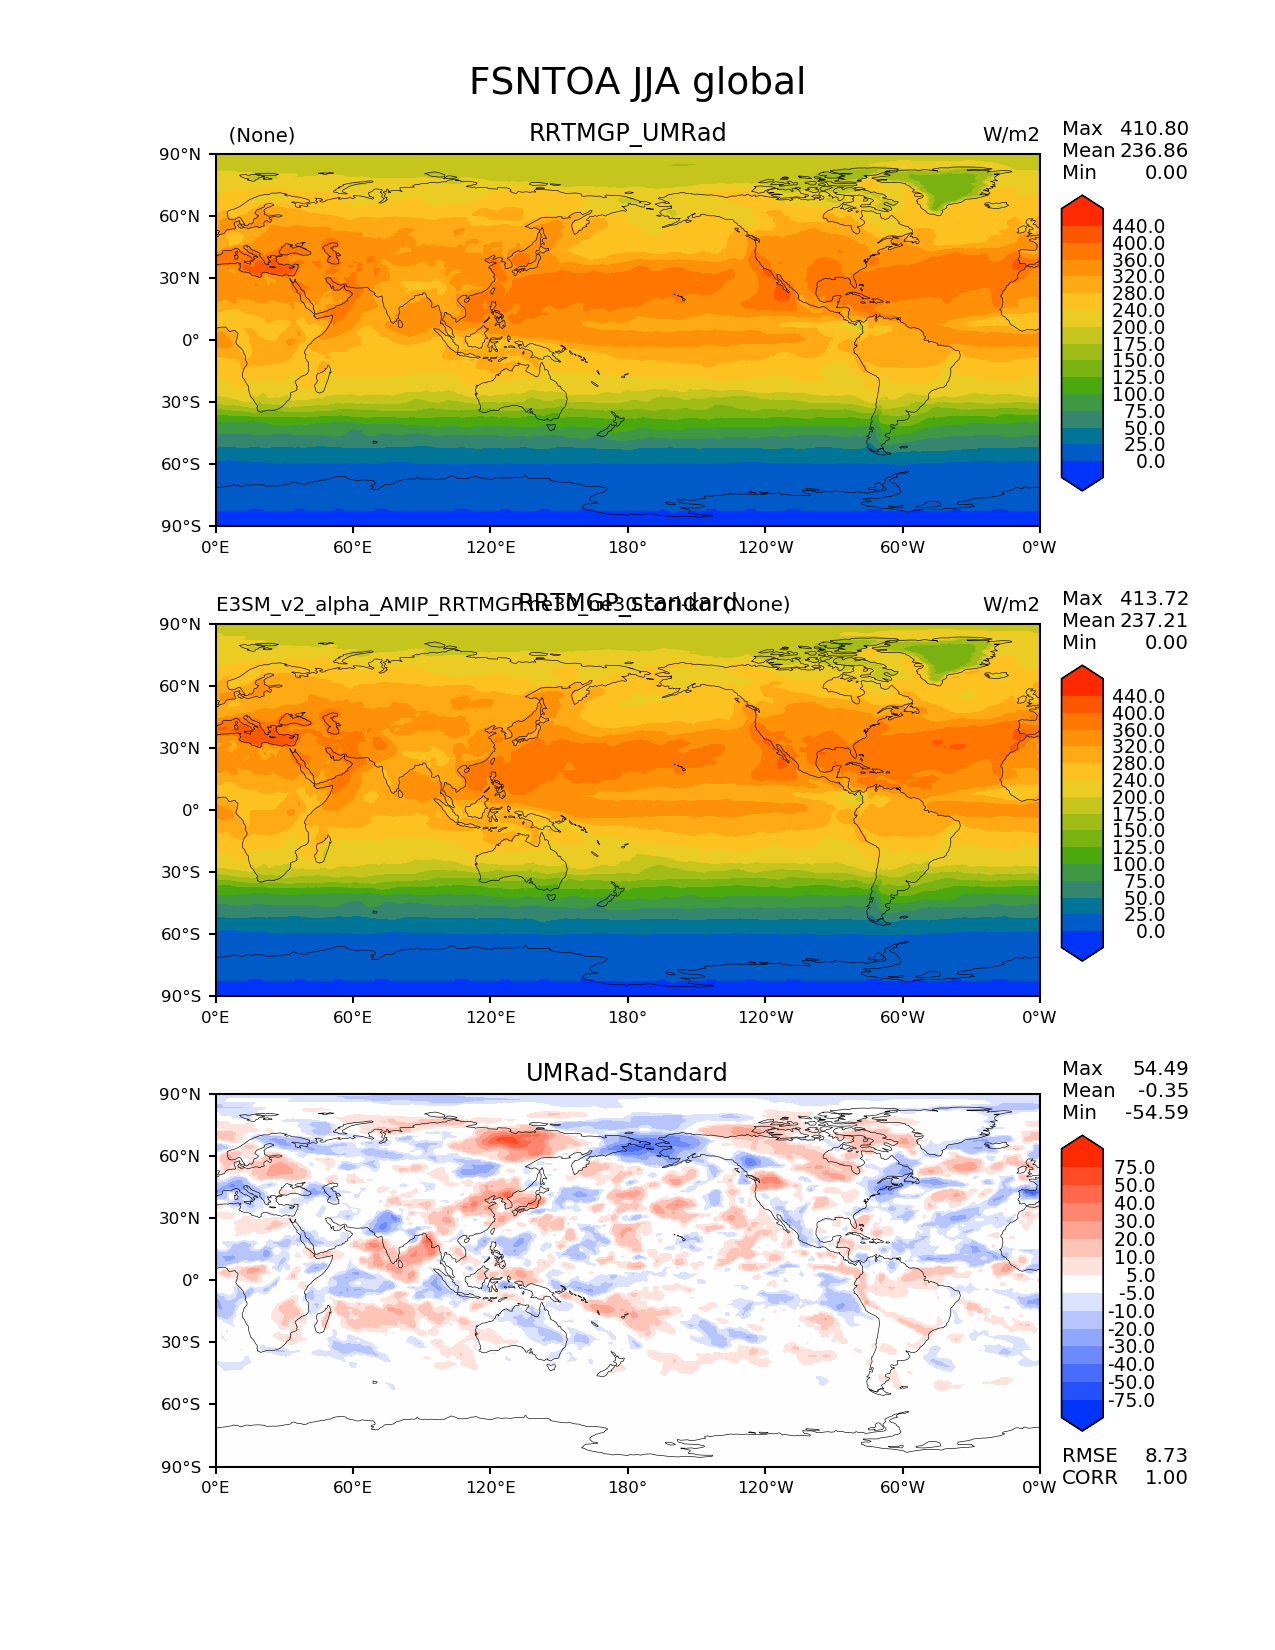 FSNTOA JJA global
(None) RRTMGP_UMRad W/m2
Max 410.80
Mean 236.86
Min 0.00
90°N
60°N
30°N
0°
30°S
60°S
90°S
0°E 60°E 120°E 180° 120°W 60°W 0°W
440.0
400.0
360.0
320.0
280.0
240.0
200.0
175.0
150.0
125.0
100.0
75.0
50.0
25.0
0.0
RRTMGP_standard W/m2
(None)
Max 413.72
Mean 237.21
Min 0.00
90°N
60°N
30°N
0°
30°S
60°S
90°S
0°E 60°E 120°E 180° 120°W 60°W 0°W
440.0
400.0
360.0
320.0
280.0
240.0
200.0
175.0
150.0
125.0
100.0
75.0
50.0
25.0
0.0
UMRad-Standard
Max 54.49
Mean -0.35
Min -54.59
90°N
60°N
30°N
0°
30°S
60°S
90°S
0°E 60°E 120°E 180° 120°W 60°W 0°W
75.0
50.0
40.0
30.0
20.0
10.0
5.0
-5.0
-10.0
-20.0
-30.0
-40.0
-50.0
-75.0
RMSE 8.73
CORR 1.00